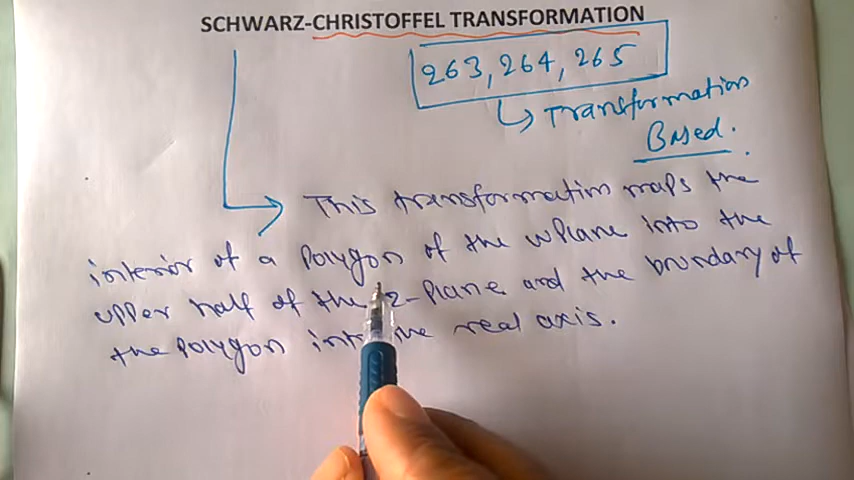 SCHWARZ-CHRISTOFFEL TRANSFORMATION
263, 264, 265
Transformation
Based.
This transformation maps the
interior of a Polygon of the w Plane into the
upper half of the z-Plane and the boundary of
the Polygon into the real axis.